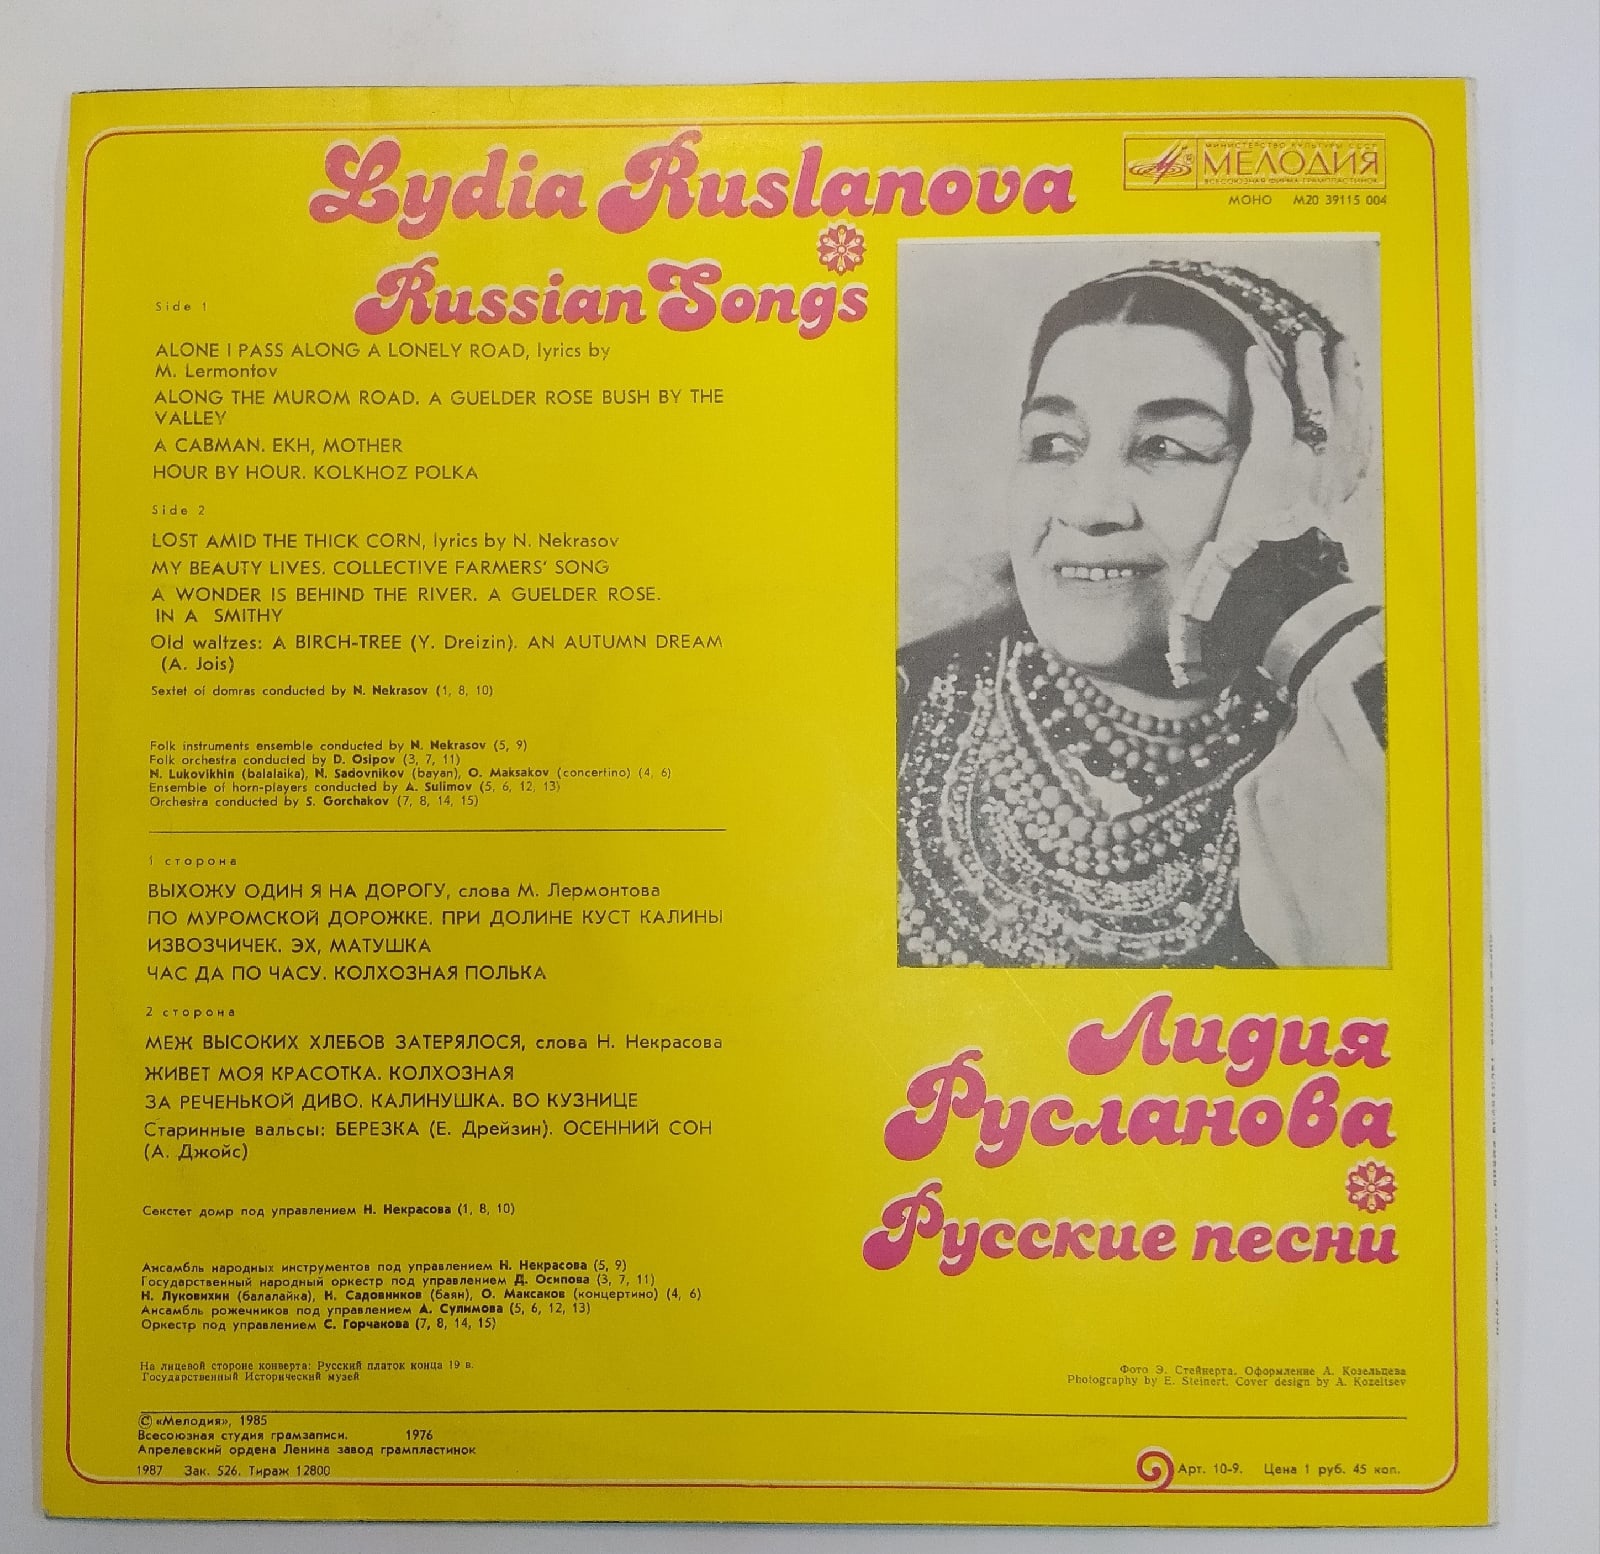 Lydia Ruslanova
Russian Songs
МИНИСТЕРСТВО КУЛЬТУРЫ СССР
МЕЛОДИЯ
ВСЕСОЮЗНАЯ ФИРМА ГРАМПЛАСТИНОК
МОНО М20 39115 004
Side 1
ALONE I PASS ALONG A LONELY ROAD, lyrics by
M. Lermontov
ALONG THE MUROM ROAD. A GUELDER ROSE BUSH BY THE
VALLEY
A CABMAN. EKH, MOTHER
HOUR BY HOUR. KOLKHOZ POLKA
Side 2
LOST AMID THE THICK CORN, lyrics by N. Nekrasov
MY BEAUTY LIVES. COLLECTIVE FARMERS' SONG
A WONDER IS BEHIND THE RIVER. A GUELDER ROSE.
IN A SMITHY
Old waltzes: A BIRCH-TREE (Y. Dreizin). AN AUTUMN DREAM
(A. Jois)
Sextet of domras conducted by N. Nekrasov (1, 8, 10)
Folk instruments ensemble conducted by N. Nekrasov (5, 9)
Folk orchestra conducted by D. Osipov (3, 7, 11)
N. Lukovikhin (balalaika), N. Sadovnikov (bayan), O. Maksakov (concertino) (4, 6)
Ensemble of horn-players conducted by A. Sulimov (5, 6, 12, 13)
Orchestra conducted by S. Gorchakov (7, 8, 14, 15)
1 сторона
ВЫХОЖУ ОДИН Я НА ДОРОГУ, слова М. Лермонтова
ПО МУРОМСКОЙ ДОРОЖКЕ. ПРИ ДОЛИНЕ КУСТ КАЛИНЫ
ИЗВОЗЧИЧЕК. ЭХ, МАТУШКА
ЧАС ДА ПО ЧАСУ. КОЛХОЗНАЯ ПОЛЬКА
2 сторона
МЕЖ ВЫСОКИХ ХЛЕБОВ ЗАТЕРЯЛОСЯ, слова Н. Некрасова
ЖИВЕТ МОЯ КРАСОТКА. КОЛХОЗНАЯ
ЗА РЕЧЕНЬКОЙ ДИВО. КАЛИНУШКА. ВО КУЗНИЦЕ
Старинные вальсы: БЕРЕЗКА (Е. Дрейзин). ОСЕННИЙ СОН
(А. Джойс)
Секстет домр под управлением Н. Некрасова (1, 8, 10)
Ансамбль народных инструментов под управлением Н. Некрасова (5, 9)
Государственный народный оркестр под управлением Д. Осипова (3, 7, 11)
Н. Луковихин (балалайка), Н. Садовников (баян), О. Максаков (концертино) (4, 6)
Ансамбль рожечников под управлением А. Сулимова (5, 6, 12, 13)
Оркестр под управлением С. Горчакова (7, 8, 14, 15)
Лидия
Русланова
Русские песни
На лицевой стороне конверта: Русский платок конца 19 в.
Государственный Исторический музей
Фото Э. Стейнерта. Оформление А. Козельцева
Photography by E. Steinert. Cover design by A. Kozeltsev
© «Мелодия», 1985
Всесоюзная студия грамзаписи. 1976
Апрелевский ордена Ленина завод грампластинок
1987 Зак. 526. Тираж 12800
Арт. 10-9. Цена 1 руб. 45 коп.